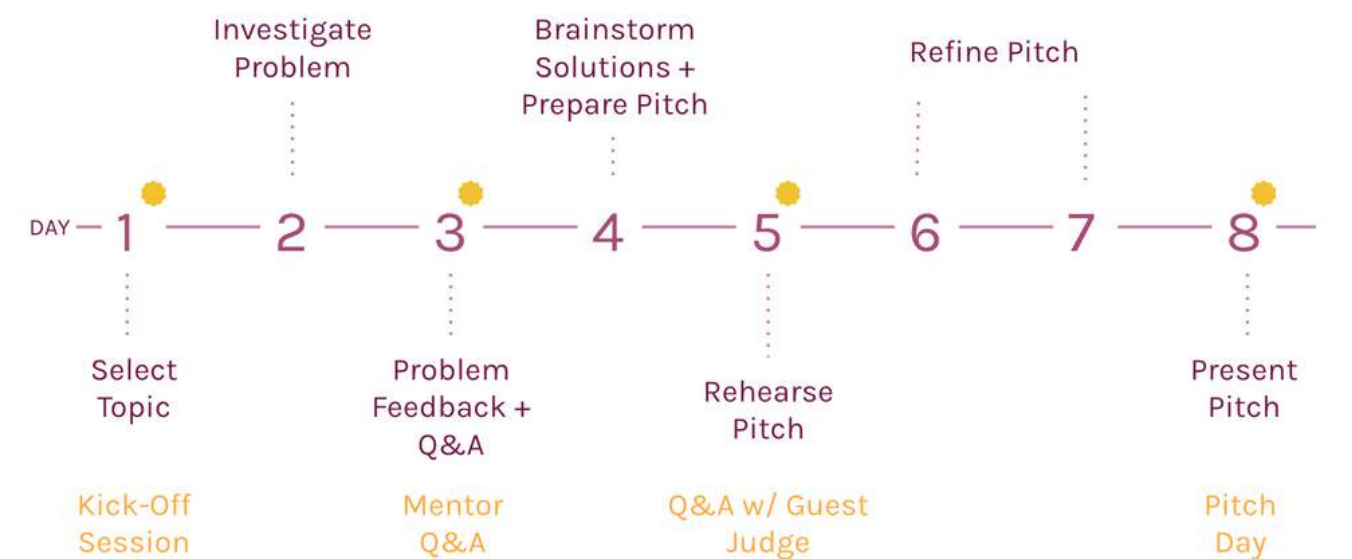 Investigate
Problem
Brainstorm
Solutions +
Prepare Pitch
Refine Pitch
DAY 1 2 3 4 5 6 7 8
Select
Topic
Problem
Feedback +
Q&A
Rehearse
Pitch
Present
Pitch
Kick-Off
Session
Mentor
Q&A
Q&A w/ Guest
Judge
Pitch
Day